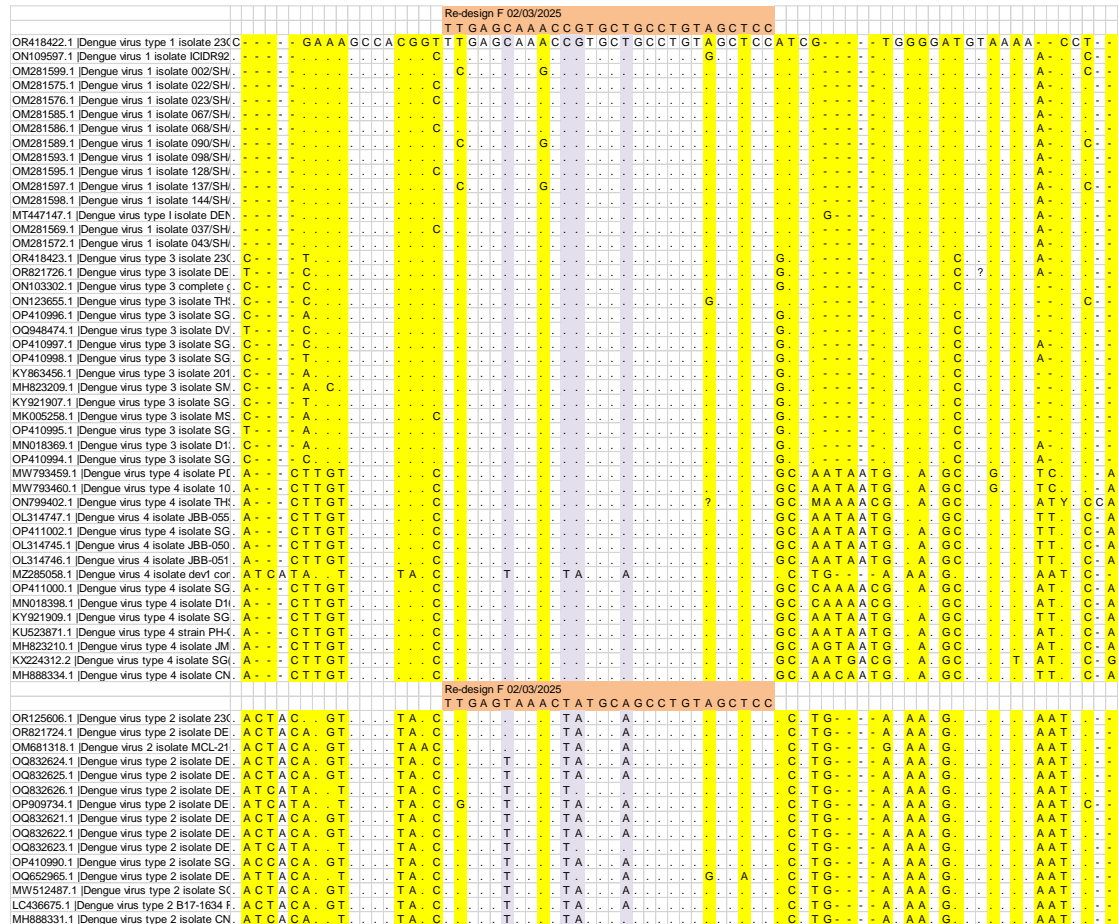 Re-design F 02/03/2025
T T G A G C A A A C C G T G C T G C C T G T A G C T C C
OR418422.1 |Dengue virus type 1 isolate 230 C - - - - G A A A G C C A C G G T T T G A G C A A A C C G T G C T G C C T G T A G C T C C A T C G - - - - T G G G G A T G T A A A A - - C C T - -
ON109597.1 |Dengue virus 1 isolate ICIDR92 C G A - C
OM281599.1 |Dengue virus 1 isolate 002/SH/ C G A - C
OM281575.1 |Dengue virus 1 isolate 022/SH/ C A -
OM281576.1 |Dengue virus 1 isolate 023/SH/ C A -
OM281585.1 |Dengue virus 1 isolate 067/SH/ A -
OM281586.1 |Dengue virus 1 isolate 068/SH/ C A -
OM281589.1 |Dengue virus 1 isolate 090/SH/ C G A - C
OM281593.1 |Dengue virus 1 isolate 098/SH/ A -
OM281595.1 |Dengue virus 1 isolate 128/SH/ C A -
OM281597.1 |Dengue virus 1 isolate 137/SH/ C G A - C
OM281598.1 |Dengue virus 1 isolate 144/SH/ A -
MT447147.1 |Dengue virus type I isolate DEN G A -
OM281569.1 |Dengue virus 1 isolate 037/SH/ C A -
OM281572.1 |Dengue virus 1 isolate 043/SH/ A -
OR418423.1 |Dengue virus type 3 isolate 230 C - - - T G C A -
OR821726.1 |Dengue virus type 3 isolate DE T - - - C G C ? A -
ON103302.1 |Dengue virus type 3 complete g C - - - C G C - -
ON123655.1 |Dengue virus type 3 isolate THS C - - - C G - - C
OP410996.1 |Dengue virus type 3 isolate SG C - - - A G C - -
OQ948474.1 |Dengue virus type 3 isolate DV T - - - C G C - -
OP410997.1 |Dengue virus type 3 isolate SG C - - - C G C A -
OP410998.1 |Dengue virus type 3 isolate SG C - - - T G C A -
KY863456.1 |Dengue virus type 3 isolate 201 C - - - A G C - -
MH823209.1 |Dengue virus type 3 isolate SM C - - - A . C G C - -
KY921907.1 |Dengue virus type 3 isolate SG C - - - T G C - -
MK005258.1 |Dengue virus type 3 isolate MS C - - - A C G C - -
OP410995.1 |Dengue virus type 3 isolate SG T - - - A G C - -
MN018369.1 |Dengue virus type 3 isolate D1 C - - - A G C A -
OP410994.1 |Dengue virus type 3 isolate SG C - - - C G C A -
MW793459.1 |Dengue virus type 4 isolate PD A - - - C T T G T C G C . A A T A A T G . . A . G C . . G . . T C . . . - A
MW793460.1 |Dengue virus type 4 isolate 10 A - - - C T T G T C G C . A A T A A T G . . A . G C . . G . . T C . . . - A
ON799402.1 |Dengue virus type 4 isolate THS A - - - C T T G T C ? G C . M A A A A C G . . A . G C A T Y . C C A
OL314747.1 |Dengue virus 4 isolate JBB-055 A - - - C T T G T C G C . A A T A A T G . . A . G C T T . . C - A
OP411002.1 |Dengue virus type 4 isolate SG A - - - C T T G T C G C . A A T A A T G . . A . G C T T . . C - A
OL314745.1 |Dengue virus 4 isolate JBB-050 A - - - C T T G T C G C . A A T A A T G . . A . G C T T . . C - A
OL314746.1 |Dengue virus 4 isolate JBB-051 A - - - C T T G T C G C . A A T A A T G . . A . G C T T . . C - A
MZ285058.1 |Dengue virus 4 isolate dev1 con A T C A T A . . T T A . C T T A A C . T G - - - - A . A A . G A A T . C -
OP411000.1 |Dengue virus type 4 isolate SG A - - - C T T G T C G C . C A A A A C G . . A . G C A T . . C - A
MN018398.1 |Dengue virus type 4 isolate D1 A - - - C T T G T C G C . C A A A A C G . . A . G C A T . . C - A
KY921909.1 |Dengue virus type 4 isolate SG A - - - C T T G T C G C . A A T A A T G . . A . G C A T . . C - A
KU523871.1 |Dengue virus type 4 strain PH- A - - - C T T G T C G C . A A T A A T G . . A . G C A T . . C - A
MH823210.1 |Dengue virus type 4 isolate JM A - - - C T T G T C G C . A G T A A T G . . A . G C A T . . C - A
KX224312.2 |Dengue virus type 4 isolate SG( A - - - C T T G T C G C . A A T G A C G . . A . G C T . A T . . C - G
MH888334.1 |Dengue virus type 4 isolate CN A - - - C T T G T C G C . A A C A A T G . . A . G C T T . . C - A
Re-design F 02/03/2025
T T G A G T A A A C T A T G C A G C C T G T A G C T C C
OR125606.1 |Dengue virus type 2 isolate 230 A C T A C . . G T T A . C T A A C . T G - - - - A . A A . G A A T
OR821724.1 |Dengue virus type 2 isolate DE A C T A C A . G T T A . C T A A C . T G - - - - A . A A . G A A T
OM681318.1 |Dengue virus 2 isolate MCL-21 A C T A C A . G T T A A C T A A C . T G - - - - G . A A . G A A T
OQ832624.1 |Dengue virus type 2 isolate DE A C T A C A . G T T A . C T T A A C . T G - - - - A . A A . G A A T
OQ832625.1 |Dengue virus type 2 isolate DE A C T A C A . G T T A . C T T A A C . T G - - - - A . A A . G A A T
OQ832626.1 |Dengue virus type 2 isolate DE A T C A T A . . T T A . C T T A C . T G - - - - A . A A . G A A T
OP909734.1 |Dengue virus type 2 isolate DE A T C A T A . . T T A . C G T T A A C . T G - - - - A . A A . G A A T . C
OQ832621.1 |Dengue virus type 2 isolate DE A C T A C A . G T T A . C T T A A C . T G - - - - A . A A . G A A T
OQ832622.1 |Dengue virus type 2 isolate DE A C T A C A . G T T A . C T T A A C . T G - - - - A . A A . G A A T
OQ832623.1 |Dengue virus type 2 isolate DE A T C A T A . . T T A . C T T C . T G - - - - A . A A . G A A T
OP410990.1 |Dengue virus type 2 isolate SG A C C A C A . G T T A . C T T A A C . T G - - - - A . A A . G A A T
OQ652965.1 |Dengue virus type 2 isolate DE A T T A C A . . T T A . C T T A A G A C . T G - - - - A . A A . G A A T
MW512487.1 |Dengue virus type 2 isolate SC A C T A C A . G T T A . C T T A A C . T G - - - - A . A A . G A A T
LC436675.1 |Dengue virus type 2 B17-1634 F A C T A C A . G T T A . C T T A A C . T G - - - - A . A A . G A A T
MH888331.1 |Dengue virus type 2 isolate CN A T C A C A . . T T A . C T T A A C . T G - - - - A . A A . G A A T